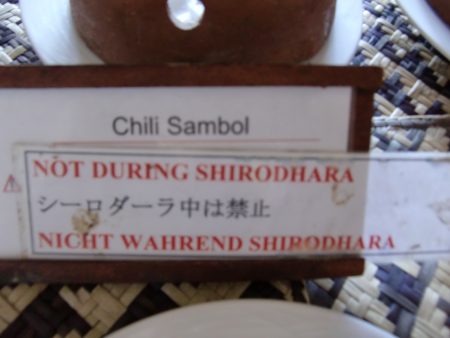 Chili Sambol
NOT DURING SHIRODHARA
シーロダーラ中は禁止
NICHT WAHREND SHIRODHARA